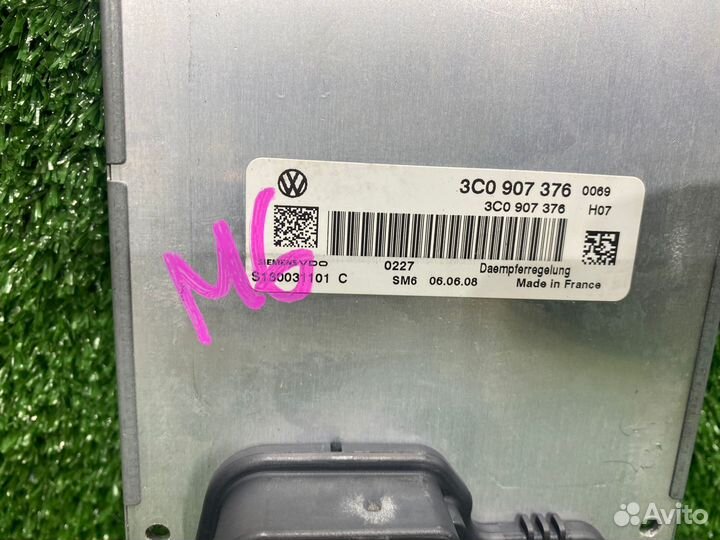 3C0 907 376 0069
3C0 907 376 H07
SIEMENS VDO 0227 Daempferregelung
S180031101 C SM6 06.06.08 Made in France
M6
Avito